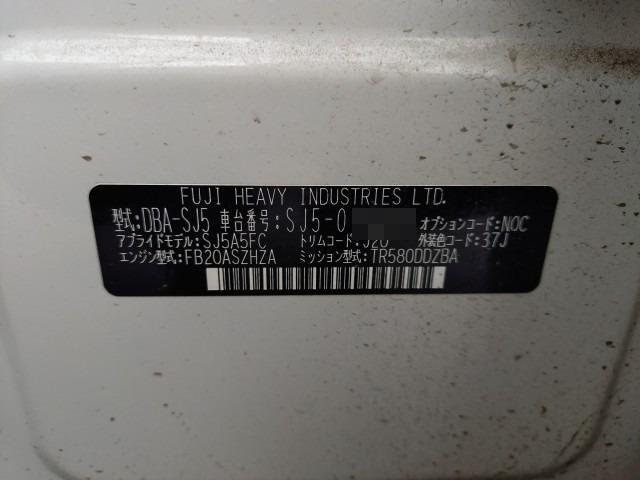 FUJI HEAVY INDUSTRIES LTD.
型式:DBA-SJ5 車台番号:SJ5-0 オプションコード:NOC
アプライドモデル:SJ5A5FC トリムコード:J20 外装色コード:37J
エンジン型式:FB20ASZHZA ミッション型式:TR580DDZBA